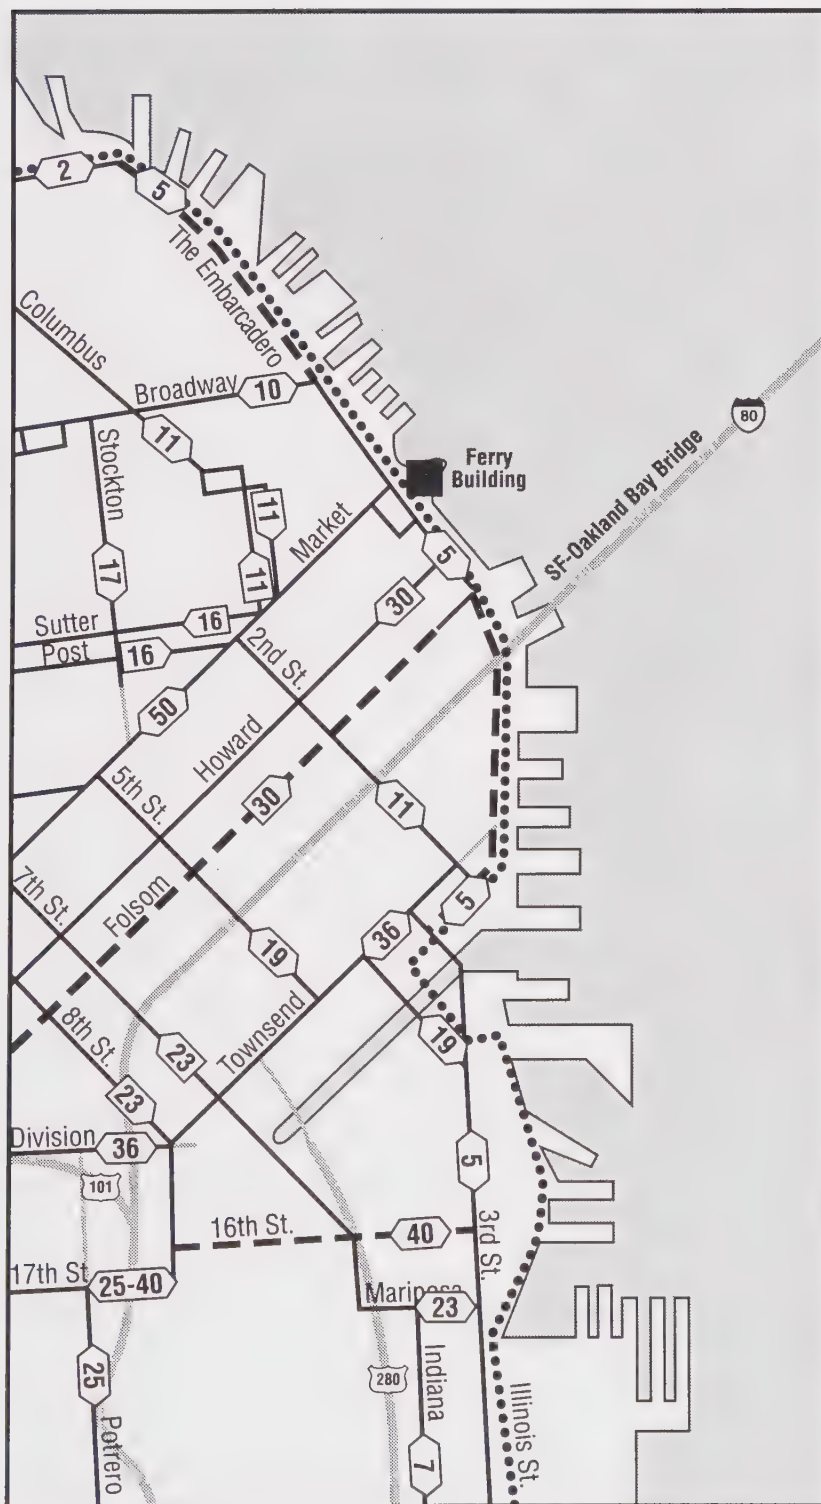 2
5
The Embarcadero
Columbus
Broadway
10
80
11
Stockton
Ferry
Building
SF-Oakland Bay Bridge
11
Market
5
17
11
30
Sutter
16
Post
16
2nd St.
50
Howard
5th St.
30
11
7th St.
Folsom
5
36
19
8th St.
Townsend
19
23
23
Division
36
5
101
16th St.
40
3rd St.
17th St
25-40
Mariposa
23
25
280
Indiana
Illinois St.
Potrero
7